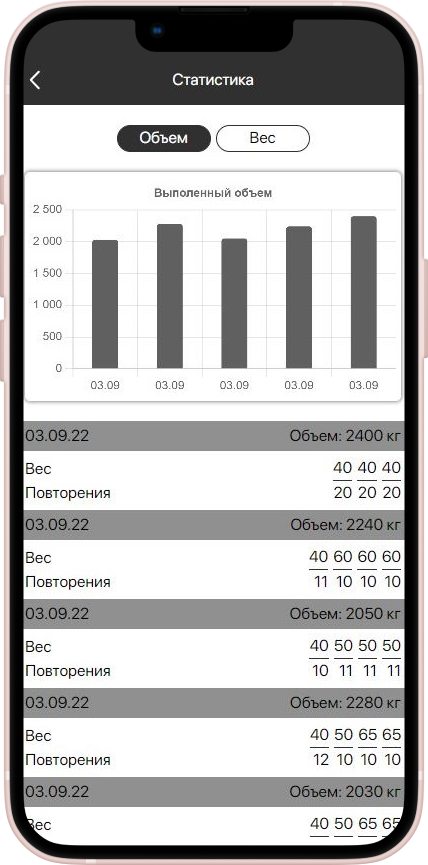 Статистика
Объем Вес
Выполенный объем
2 500
2 000
1 500
1 000
500
0
03.09 03.09 03.09 03.09 03.09
03.09.22 Объем: 2400 кг
Вес 40 40 40
Повторения 20 20 20
03.09.22 Объем: 2240 кг
Вес 40 60 60 60
Повторения 11 10 10 10
03.09.22 Объем: 2050 кг
Вес 40 50 50 50
Повторения 10 11 11 11
03.09.22 Объем: 2280 кг
Вес 40 50 65 65
Повторения 12 10 10 10
03.09.22 Объем: 2030 кг
Вес 40 50 65 65